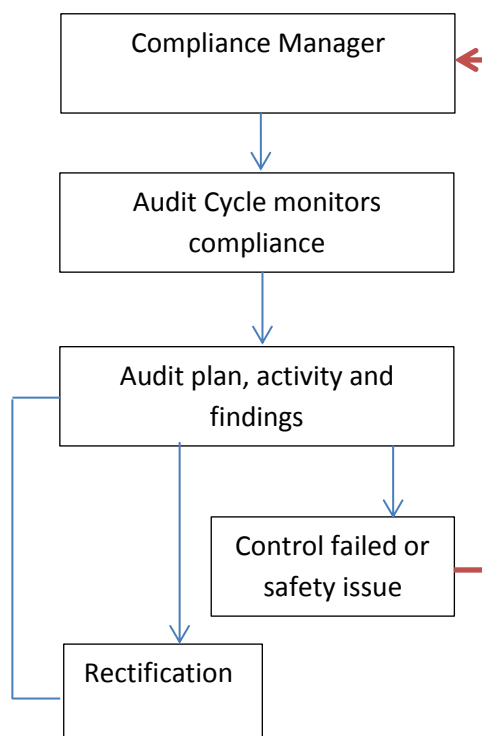 Compliance Manager
Audit Cycle monitors
compliance
Audit plan, activity and
findings
Control failed or
safety issue
Rectification